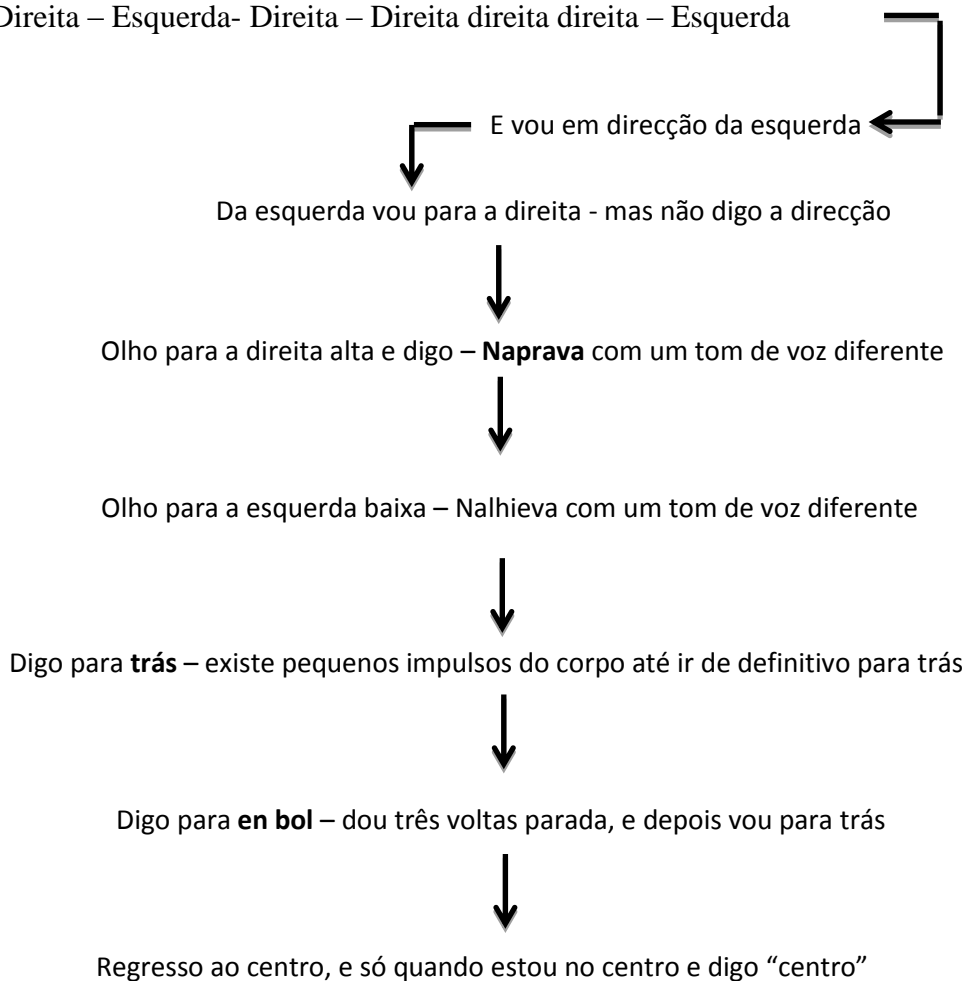 Direita – Esquerda- Direita – Direita direita direita – Esquerda
E vou em direcção da esquerda
Da esquerda vou para a direita - mas não digo a direcção
Olho para a direita alta e digo – Naprava com um tom de voz diferente
Olho para a esquerda baixa – Nalhieva com um tom de voz diferente
Digo para trás – existe pequenos impulsos do corpo até ir de definitivo para trás
Digo para en bol – dou três voltas parada, e depois vou para trás
Regresso ao centro, e só quando estou no centro e digo “centro”